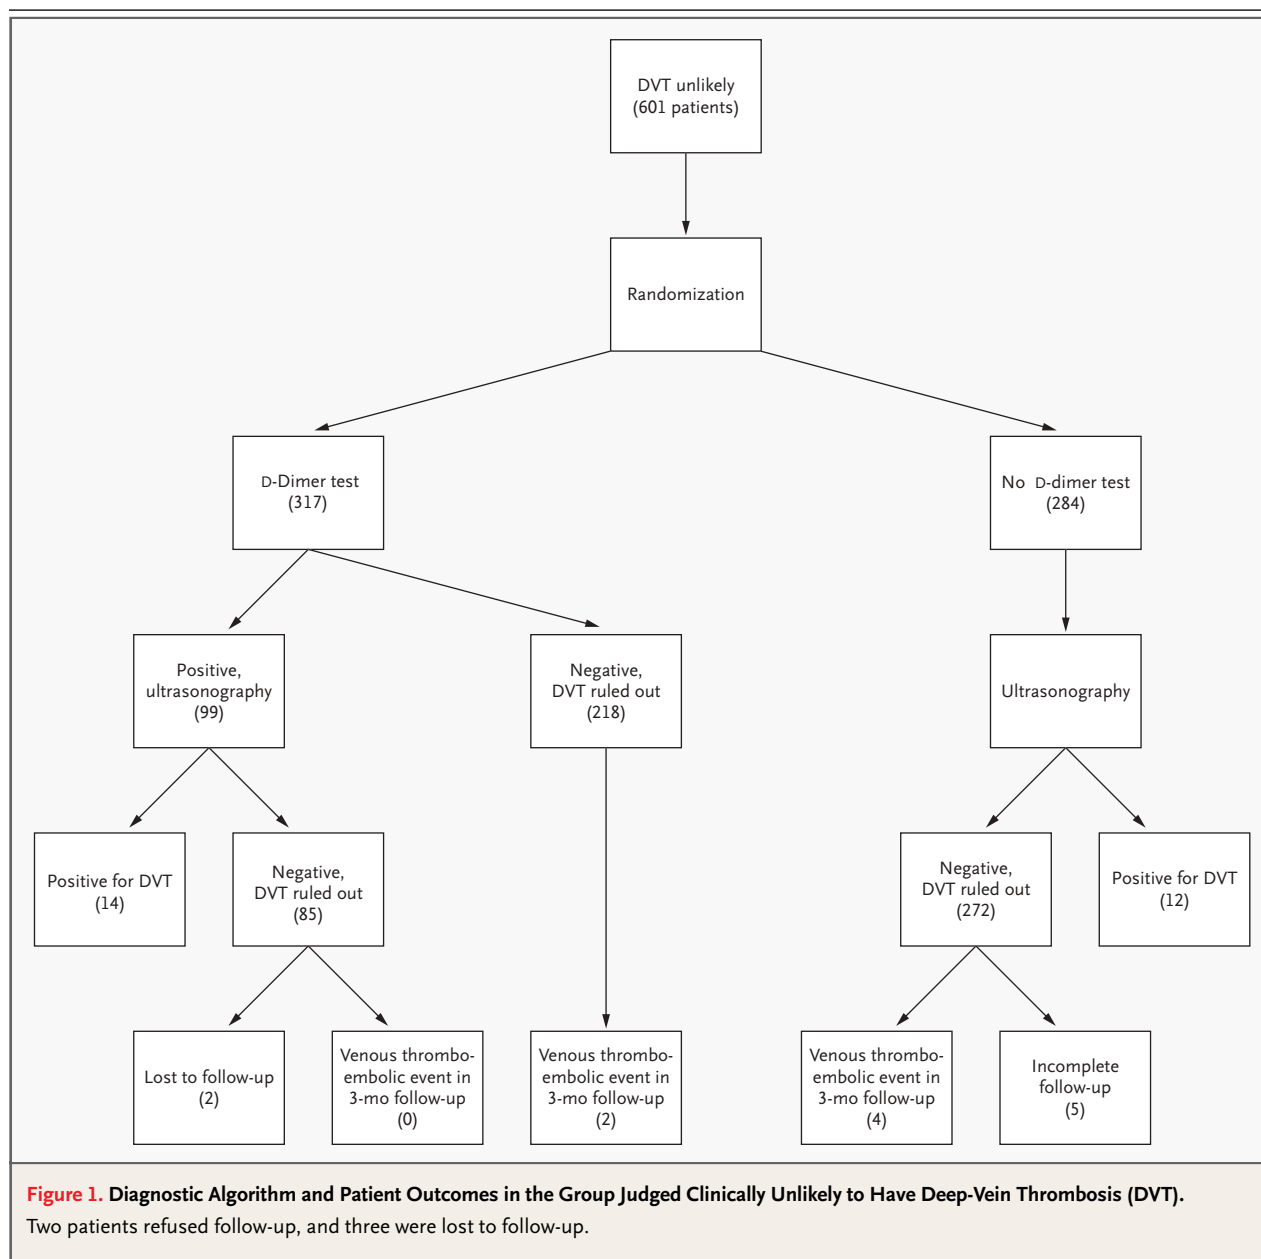 DVT unlikely
(601 patients)
Randomization
D-Dimer test
(317)
No D-dimer test
(284)
Positive,
ultrasonography
(99)
Negative,
DVT ruled out
(218)
Ultrasonography
Positive for DVT
(14)
Negative,
DVT ruled out
(85)
Negative,
DVT ruled out
(272)
Positive for DVT
(12)
Lost to follow-up
(2)
Venous thrombo-
embolic event in
3-mo follow-up
(0)
Venous thrombo-
embolic event in
3-mo follow-up
(2)
Venous thrombo-
embolic event in
3-mo follow-up
(4)
Incomplete
follow-up
(5)
Figure 1. Diagnostic Algorithm and Patient Outcomes in the Group Judged Clinically Unlikely to Have Deep-Vein Thrombosis (DVT).
Two patients refused follow-up, and three were lost to follow-up.